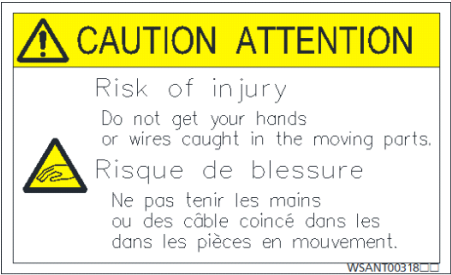 CAUTION ATTENTION
Risk of injury
Do not get your hands
or wires caught in the moving parts.
Risque de blessure
Ne pas tenir les mains
ou des câble coincé dans les
dans les pièces en mouvement.
WSANT00318□□